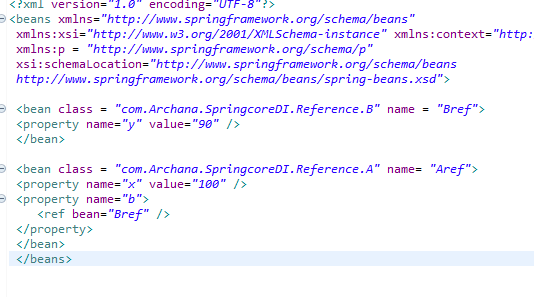 <?xml version="1.0" encoding="UTF-8"?>
<beans xmlns="http://www.springframework.org/schema/beans"
xmlns:xsi="http://www.w3.org/2001/XMLSchema-instance" xmlns:context="http:
xmlns:p = "http://www.springframework.org/schema/p"
xsi:schemaLocation="http://www.springframework.org/schema/beans
http://www.springframework.org/schema/beans/spring-beans.xsd">
<bean class = "com.Archana.SpringcoreDI.Reference.B" name = "Bref">
<property name="y" value="90" />
</bean>
<bean class = "com.Archana.SpringcoreDI.Reference.A" name= "Aref">
<property name="x" value="100" />
<property name="b">
<ref bean="Bref" />
</property>
</bean>
</beans>